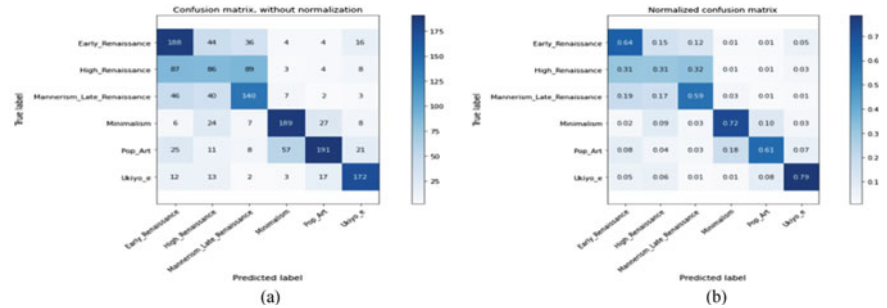 Confusion matrix, without normalization
True label
Early_Renaissance 188 44 36 4 4 16
High_Renaissance 87 86 89 3 4 8
Mannerism_Late_Renaissance 46 40 140 7 2 3
Minimalism 6 24 7 189 27 8
Pop_Art 25 11 8 57 191 21
Ukiyo_e 12 13 2 3 17 172
Early_Renaissance
High_Renaissance
Mannerism_Late_Renaissance
Minimalism
Pop_Art
Ukiyo_e
Predicted label
175
150
125
100
75
50
25
(a)
Normalized confusion matrix
True label
Early_Renaissance 0.64 0.15 0.12 0.01 0.01 0.05
High_Renaissance 0.31 0.31 0.32 0.01 0.01 0.03
Mannerism_Late_Renaissance 0.19 0.17 0.59 0.03 0.01 0.01
Minimalism 0.02 0.09 0.03 0.72 0.10 0.03
Pop_Art 0.08 0.04 0.03 0.18 0.61 0.07
Ukiyo_e 0.05 0.06 0.01 0.01 0.08 0.79
Early_Renaissance
High_Renaissance
Mannerism_Late_Renaissance
Minimalism
Pop_Art
Ukiyo_e
Predicted label
0.7
0.6
0.5
0.4
0.3
0.2
0.1
(b)